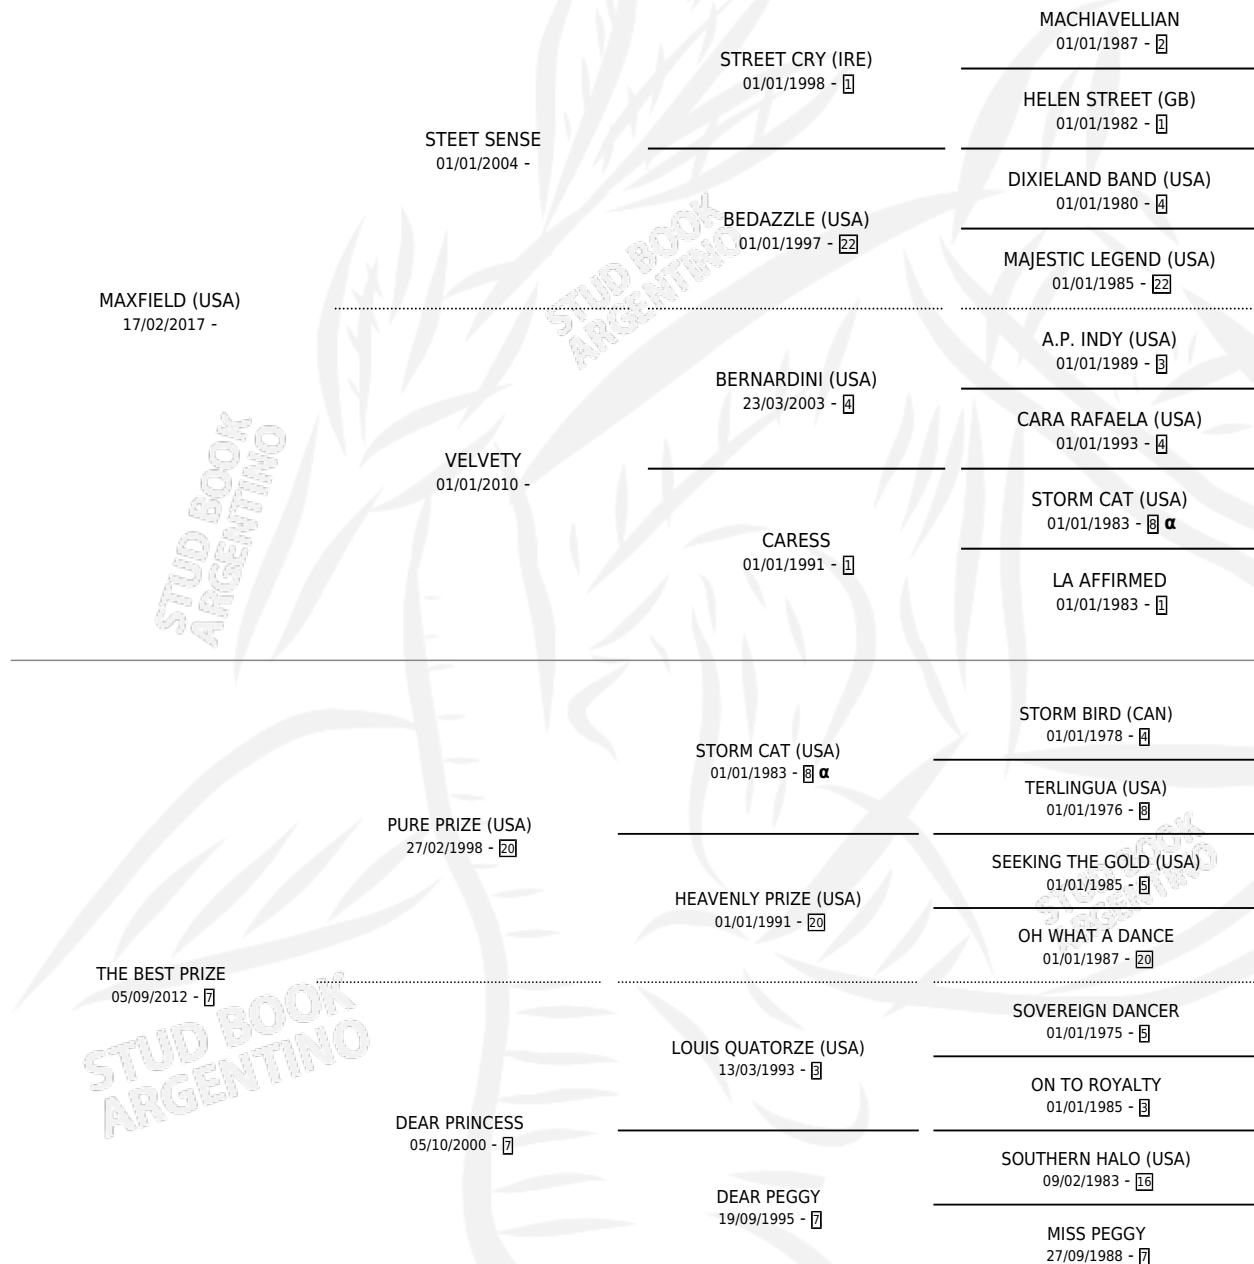 MACHIAVELLIAN
01/01/1987 - 2
STREET CRY (IRE)
01/01/1998 - 1
HELEN STREET (GB)
01/01/1982 - 1
STEET SENSE
01/01/2004 -
DIXIELAND BAND (USA)
01/01/1980 - 4
BEDAZZLE (USA)
01/01/1997 - 22
MAJESTIC LEGEND (USA)
01/01/1985 - 22
MAXFIELD (USA)
17/02/2017 -
A.P. INDY (USA)
01/01/1989 - 3
BERNARDINI (USA)
23/03/2003 - 4
CARA RAFAELA (USA)
01/01/1993 - 4
VELVETY
01/01/2010 -
STORM CAT (USA)
01/01/1983 - 8 α
CARESS
01/01/1991 - 1
LA AFFIRMED
01/01/1983 - 1
STORM BIRD (CAN)
01/01/1978 - 4
STORM CAT (USA)
01/01/1983 - 8 α
TERLINGUA (USA)
01/01/1976 - 8
PURE PRIZE (USA)
27/02/1998 - 20
SEEKING THE GOLD (USA)
01/01/1985 - 5
HEAVENLY PRIZE (USA)
01/01/1991 - 20
OH WHAT A DANCE
01/01/1987 - 20
THE BEST PRIZE
05/09/2012 - 7
SOVEREIGN DANCER
01/01/1975 - 5
LOUIS QUATORZE (USA)
13/03/1993 - 3
ON TO ROYALTY
01/01/1985 - 3
DEAR PRINCESS
05/10/2000 - 7
SOUTHERN HALO (USA)
09/02/1983 - 16
DEAR PEGGY
19/09/1995 - 7
MISS PEGGY
27/09/1988 - 7
STUD BOOK
ARGENTINO
STUD BOOK
ARGENTINO
STUD BOOK
ARGENTINO
STUD BOOK
ARGENTINO